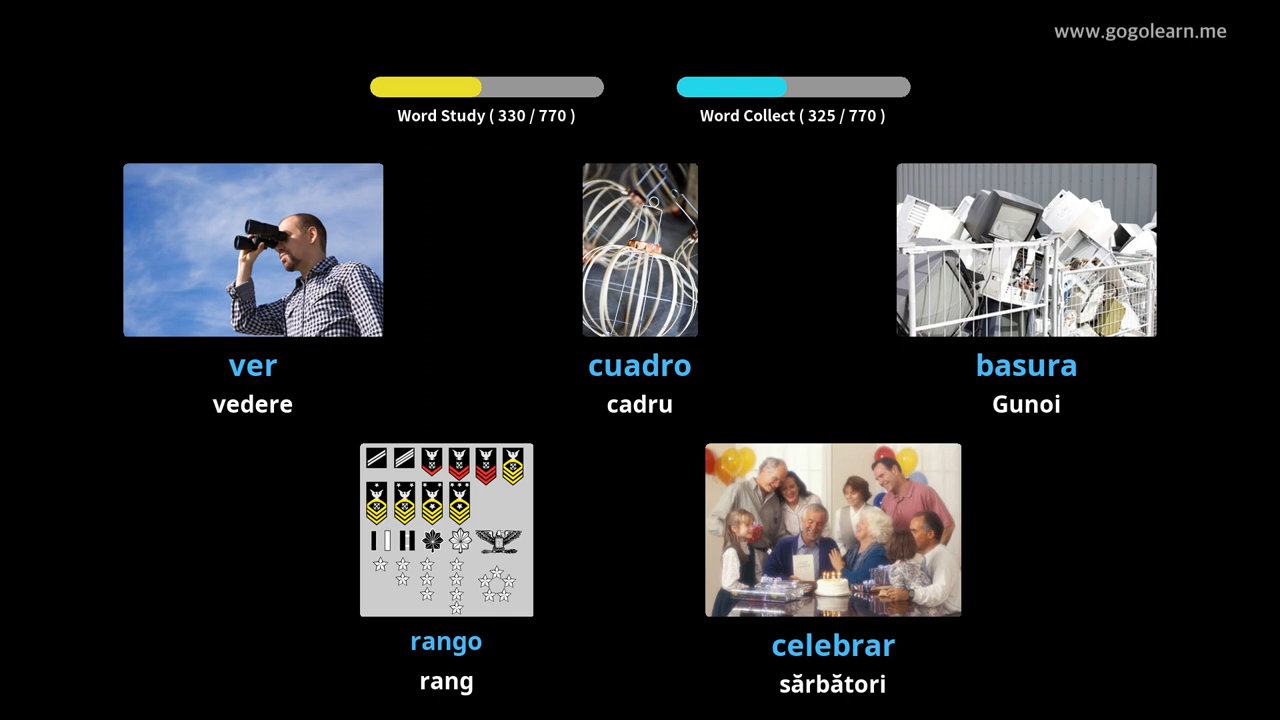 www.gogolearn.me
Word Study ( 330 / 770 )
Word Collect ( 325 / 770 )
ver
vedere
cuadro
cadru
basura
Gunoi
rango
rang
celebrar
sărbători